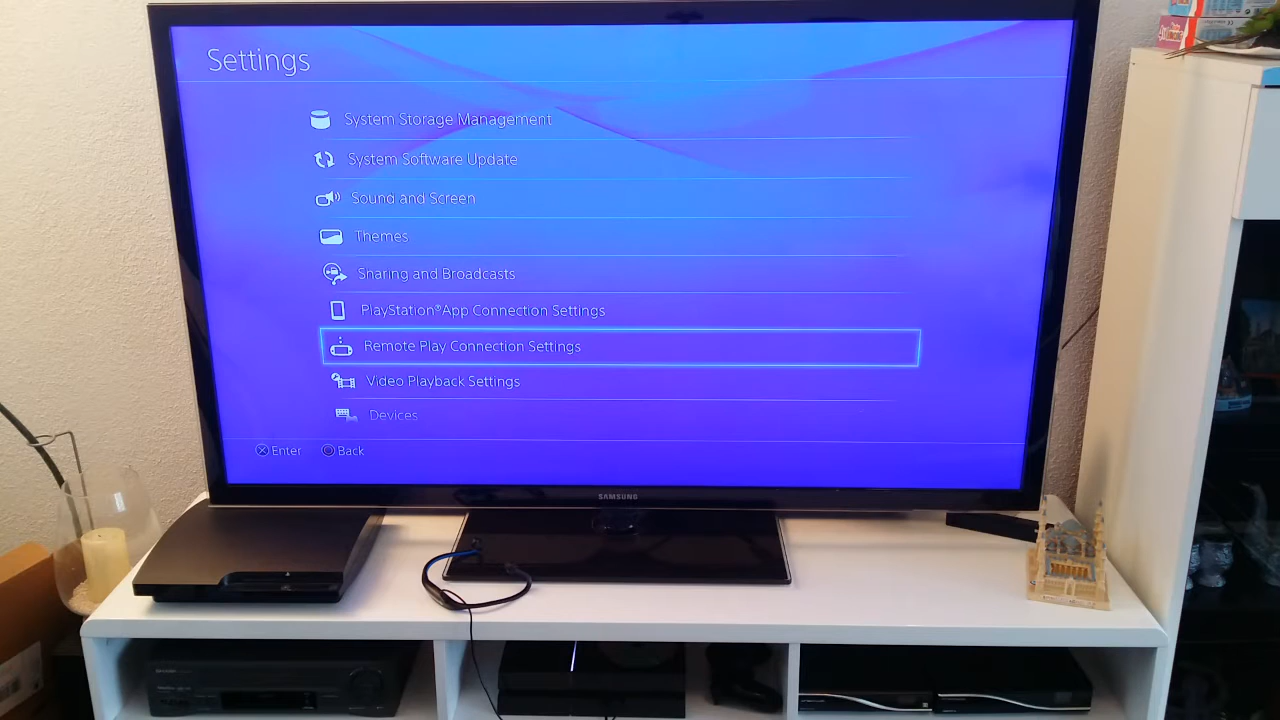 Settings
System Storage Management
System Software Update
Sound and Screen
Themes
Sharing and Broadcasts
PlayStation®App Connection Settings
Remote Play Connection Settings
Video Playback Settings
Devices
Enter Back
SAMSUNG